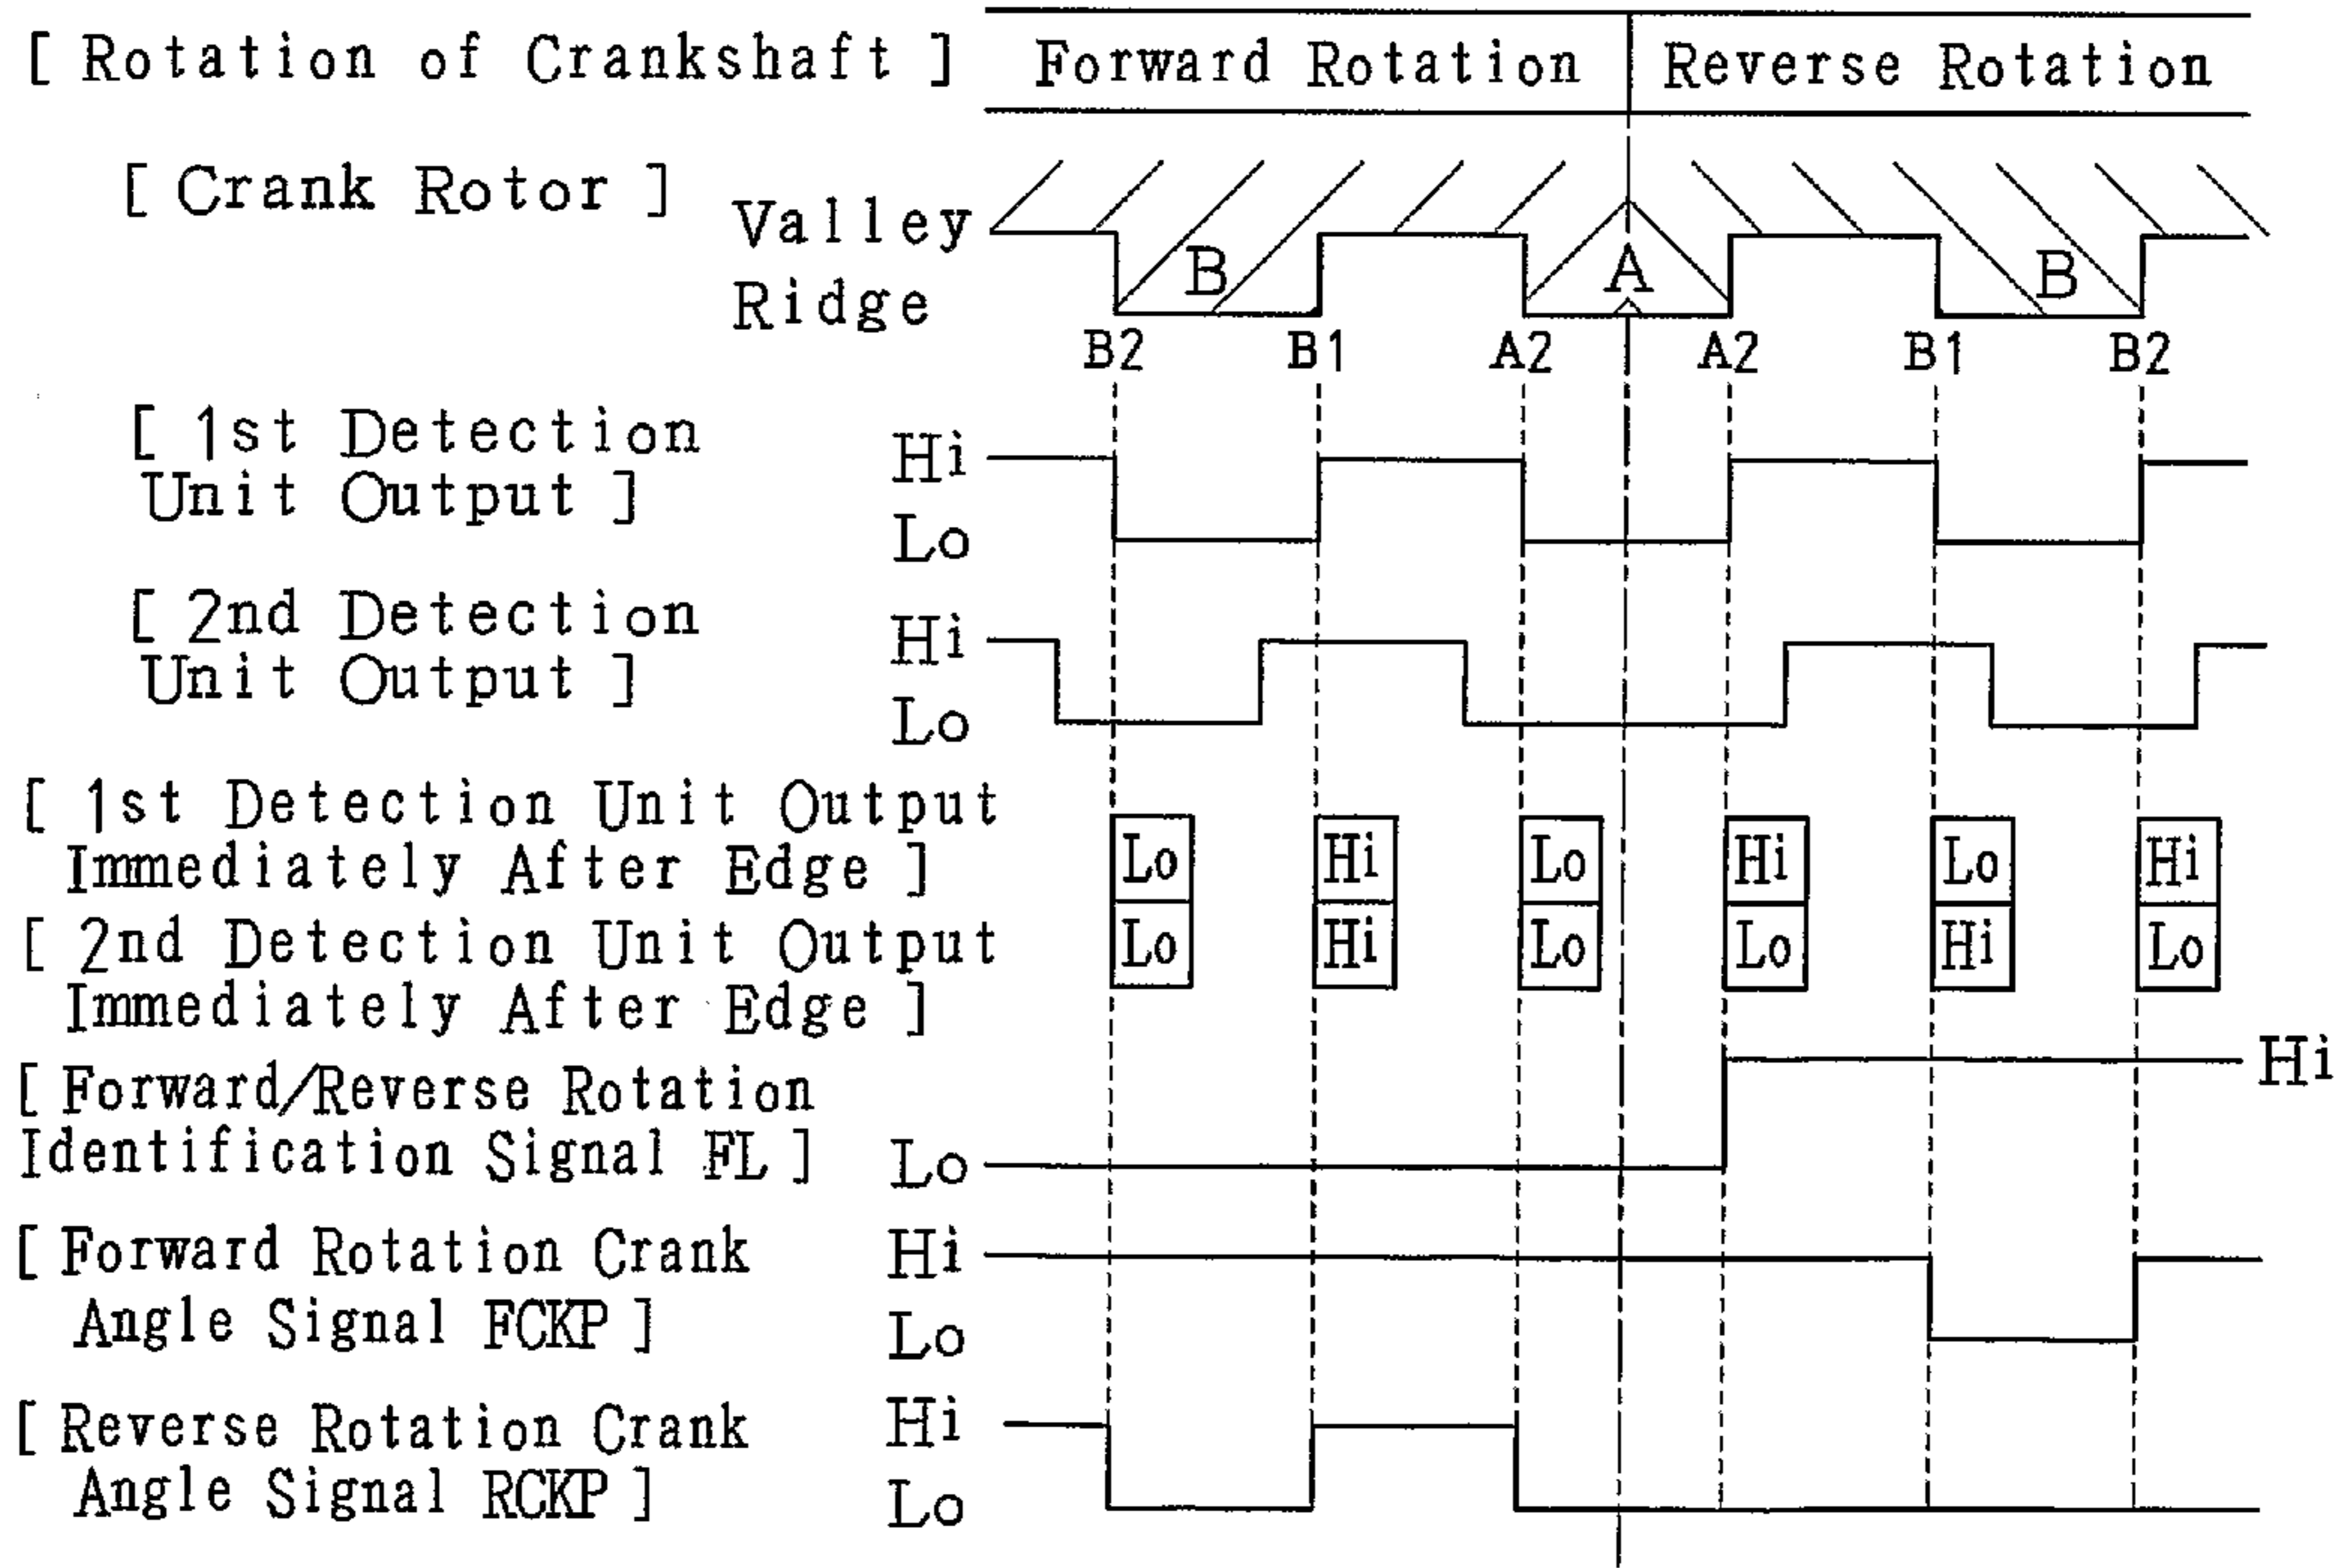 [ Rotation of Crankshaft ] Forward Rotation Reverse Rotation
[ Crank Rotor ]
Valley
Ridge
B A B
B2 B1 A2 A2 B1 B2
[ 1st Detection
Unit Output ]
Hi
Lo
[ 2nd Detection
Unit Output ]
Hi
Lo
[ 1st Detection Unit Output
Immediately After Edge ]
Lo Hi Lo Hi Lo Hi
[ 2nd Detection Unit Output
Immediately After Edge ]
Lo Hi Lo Lo Hi Lo
[ Forward/Reverse Rotation
Identification Signal FL ]
Hi
Lo
[ Forward Rotation Crank
Angle Signal FCKP ]
Hi
Lo
[ Reverse Rotation Crank
Angle Signal RCKP ]
Hi
Lo